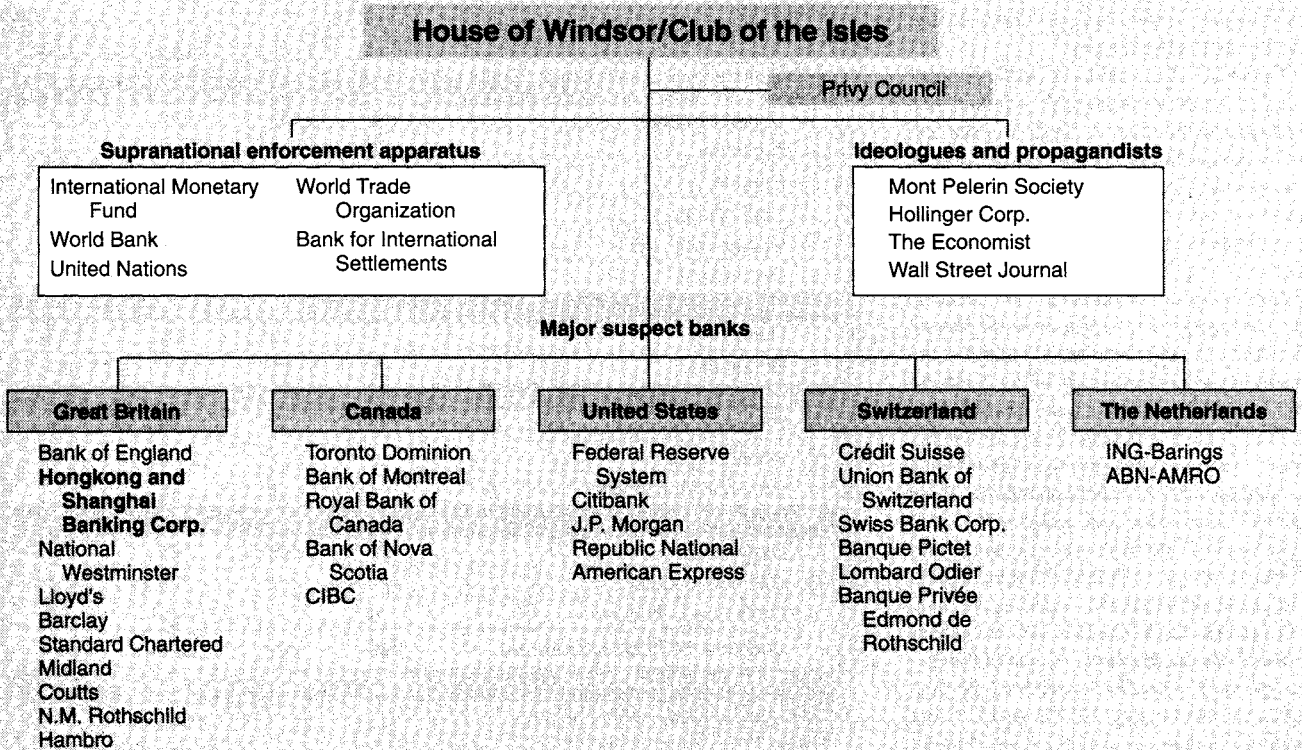 House of Windsor/Club of the Isles
Privy Council
Supranational enforcement apparatus
International Monetary
Fund
World Bank
United Nations
World Trade
Organization
Bank for International
Settlements
Ideologues and propagandists
Mont Pelerin Society
Hollinger Corp.
The Economist
Wall Street Journal
Major suspect banks
Great Britain
Bank of England
Hongkong and
Shanghai
Banking Corp.
National
Westminster
Lloyd's
Barclay
Standard Chartered
Midland
Coutts
N.M. Rothschild
Hambro
Canada
Toronto Dominion
Bank of Montreal
Royal Bank of
Canada
Bank of Nova
Scotia
CIBC
United States
Federal Reserve
System
Citibank
J.P. Morgan
Republic National
American Express
Switzerland
Crédit Suisse
Union Bank of
Switzerland
Swiss Bank Corp.
Banque Pictet
Lombard Odier
Banque Privée
Edmond de
Rothschild
The Netherlands
ING-Barings
ABN-AMRO